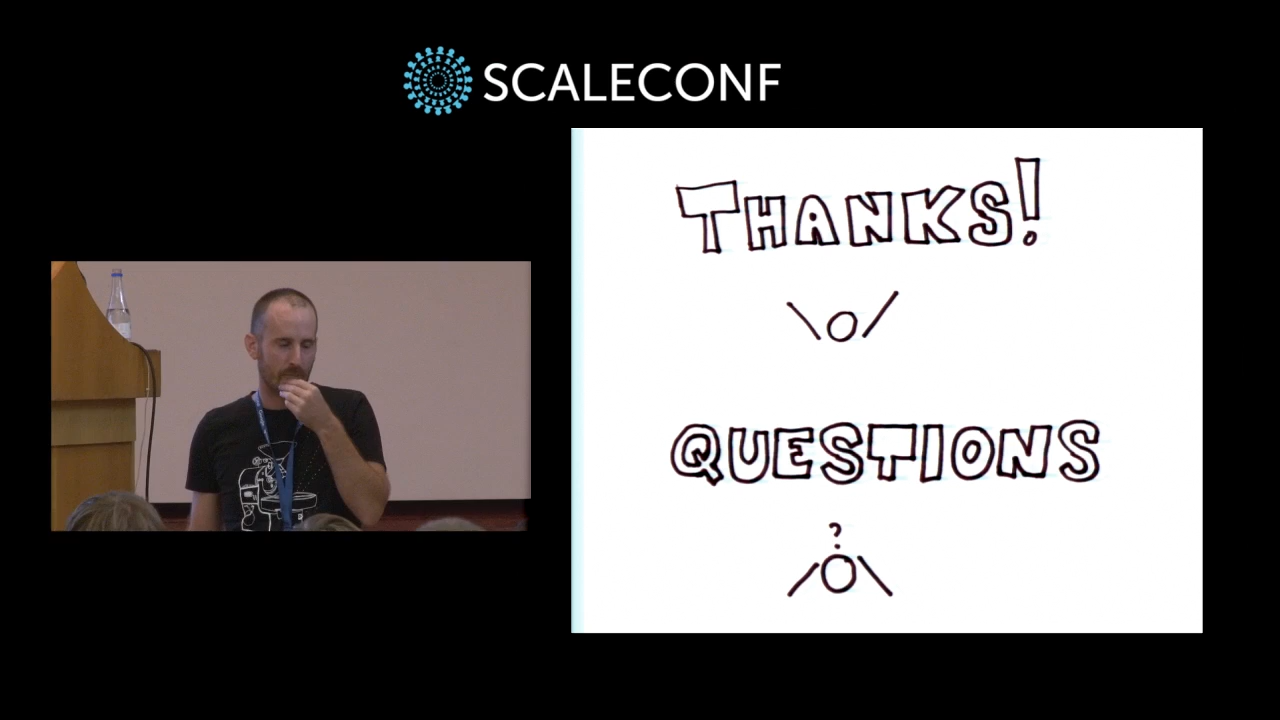 SCALECONF
THANKS!
\o/
QUESTIONS
?
/O\